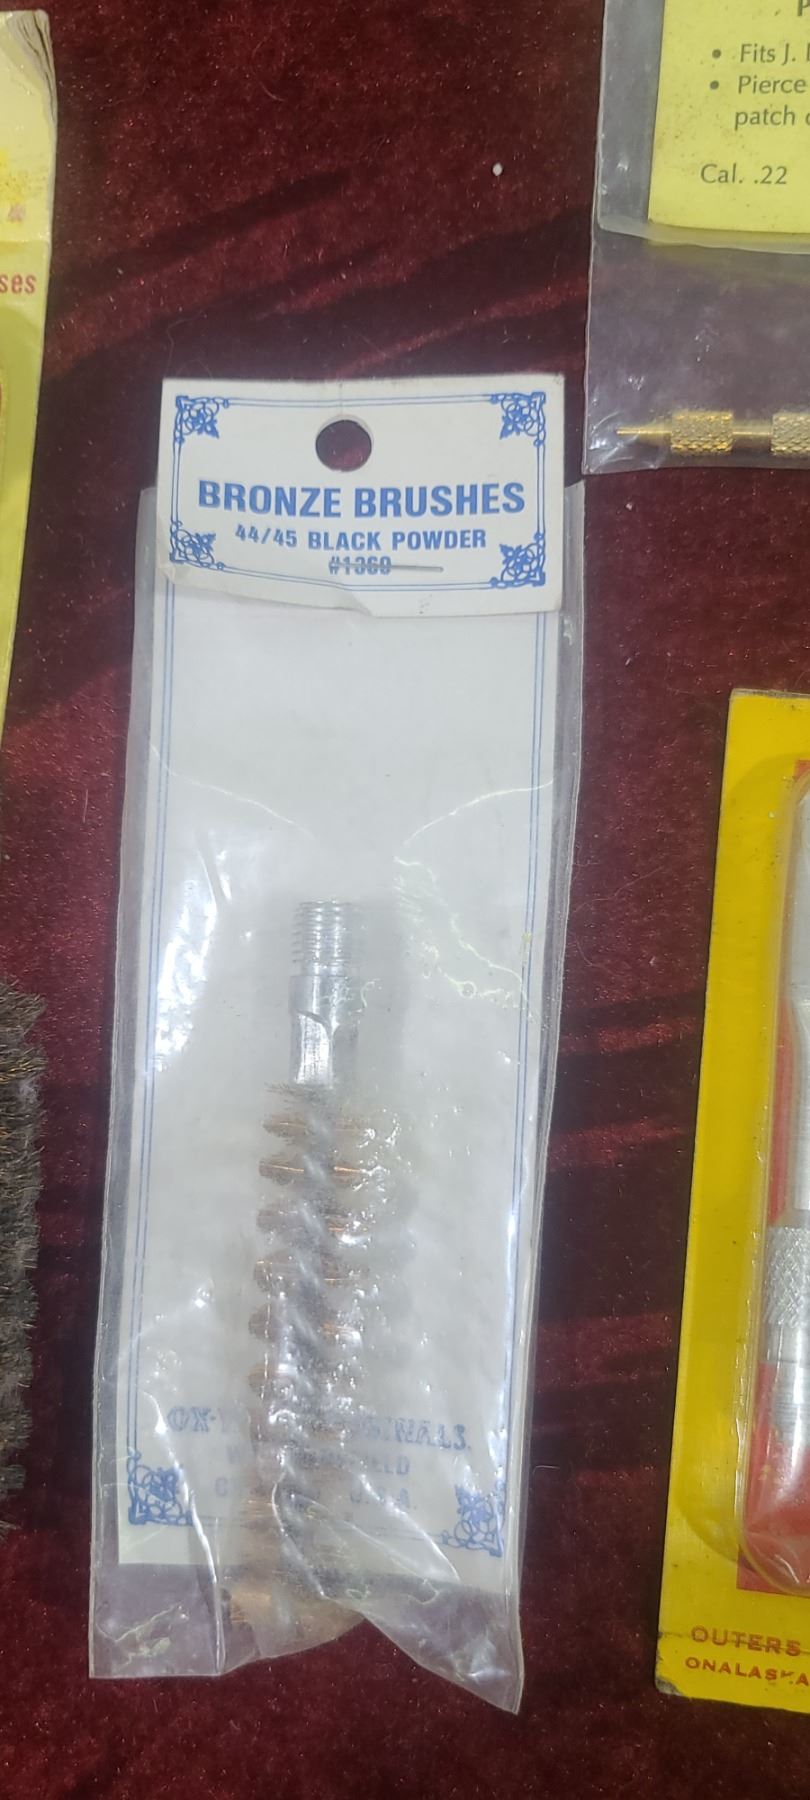 ses
P
• Fits J.
• Pierce
patch
Cal. .22
BRONZE BRUSHES
44/45 BLACK POWDER
#1369
U.S.A.
OUTERS
ONALASKA